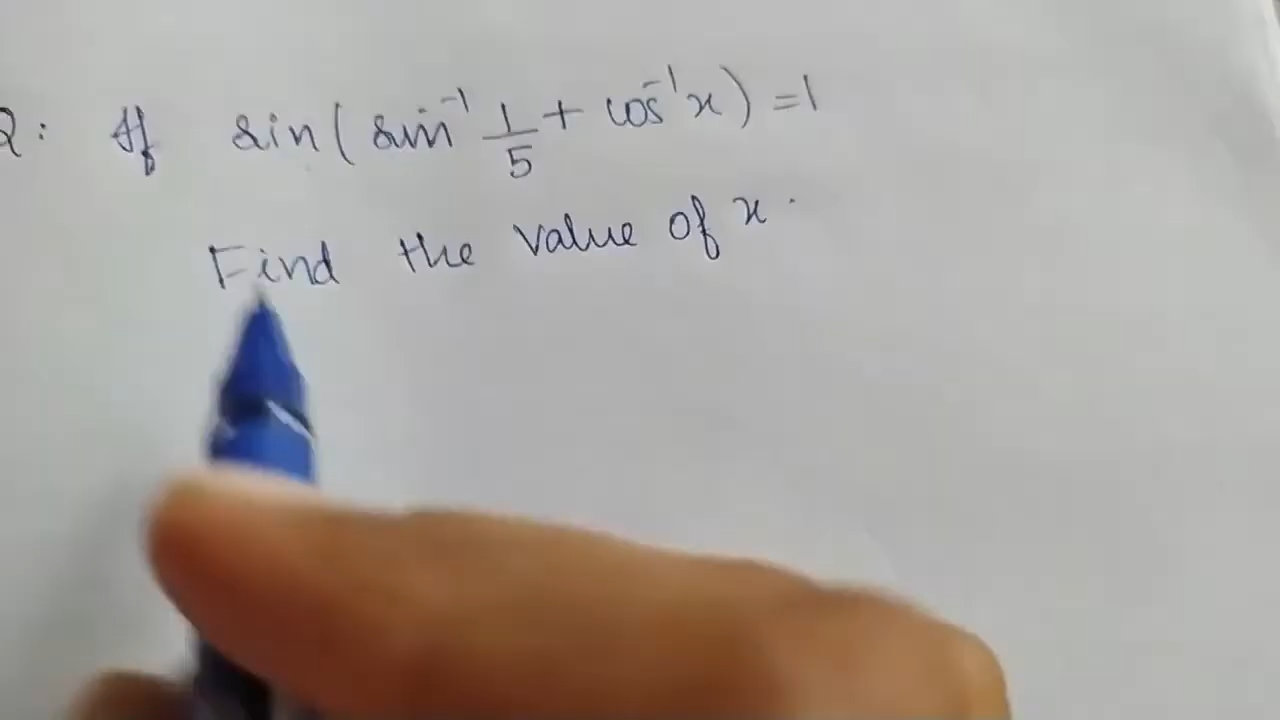 Q: If sin(sin⁻¹ 1/5 + cos⁻¹x) = 1
Find the value of x.